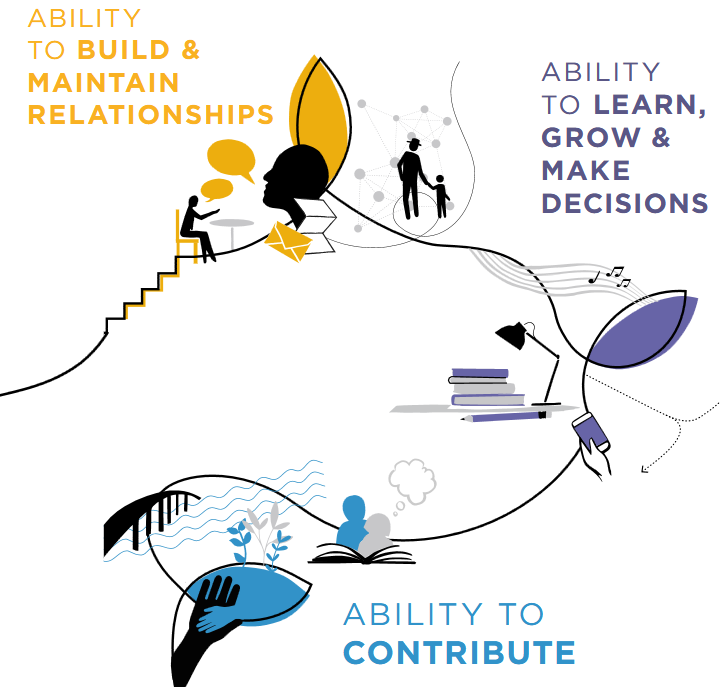 ABILITY
TO BUILD &
MAINTAIN
RELATIONSHIPS
ABILITY
TO LEARN,
GROW &
MAKE
DECISIONS
ABILITY TO
CONTRIBUTE